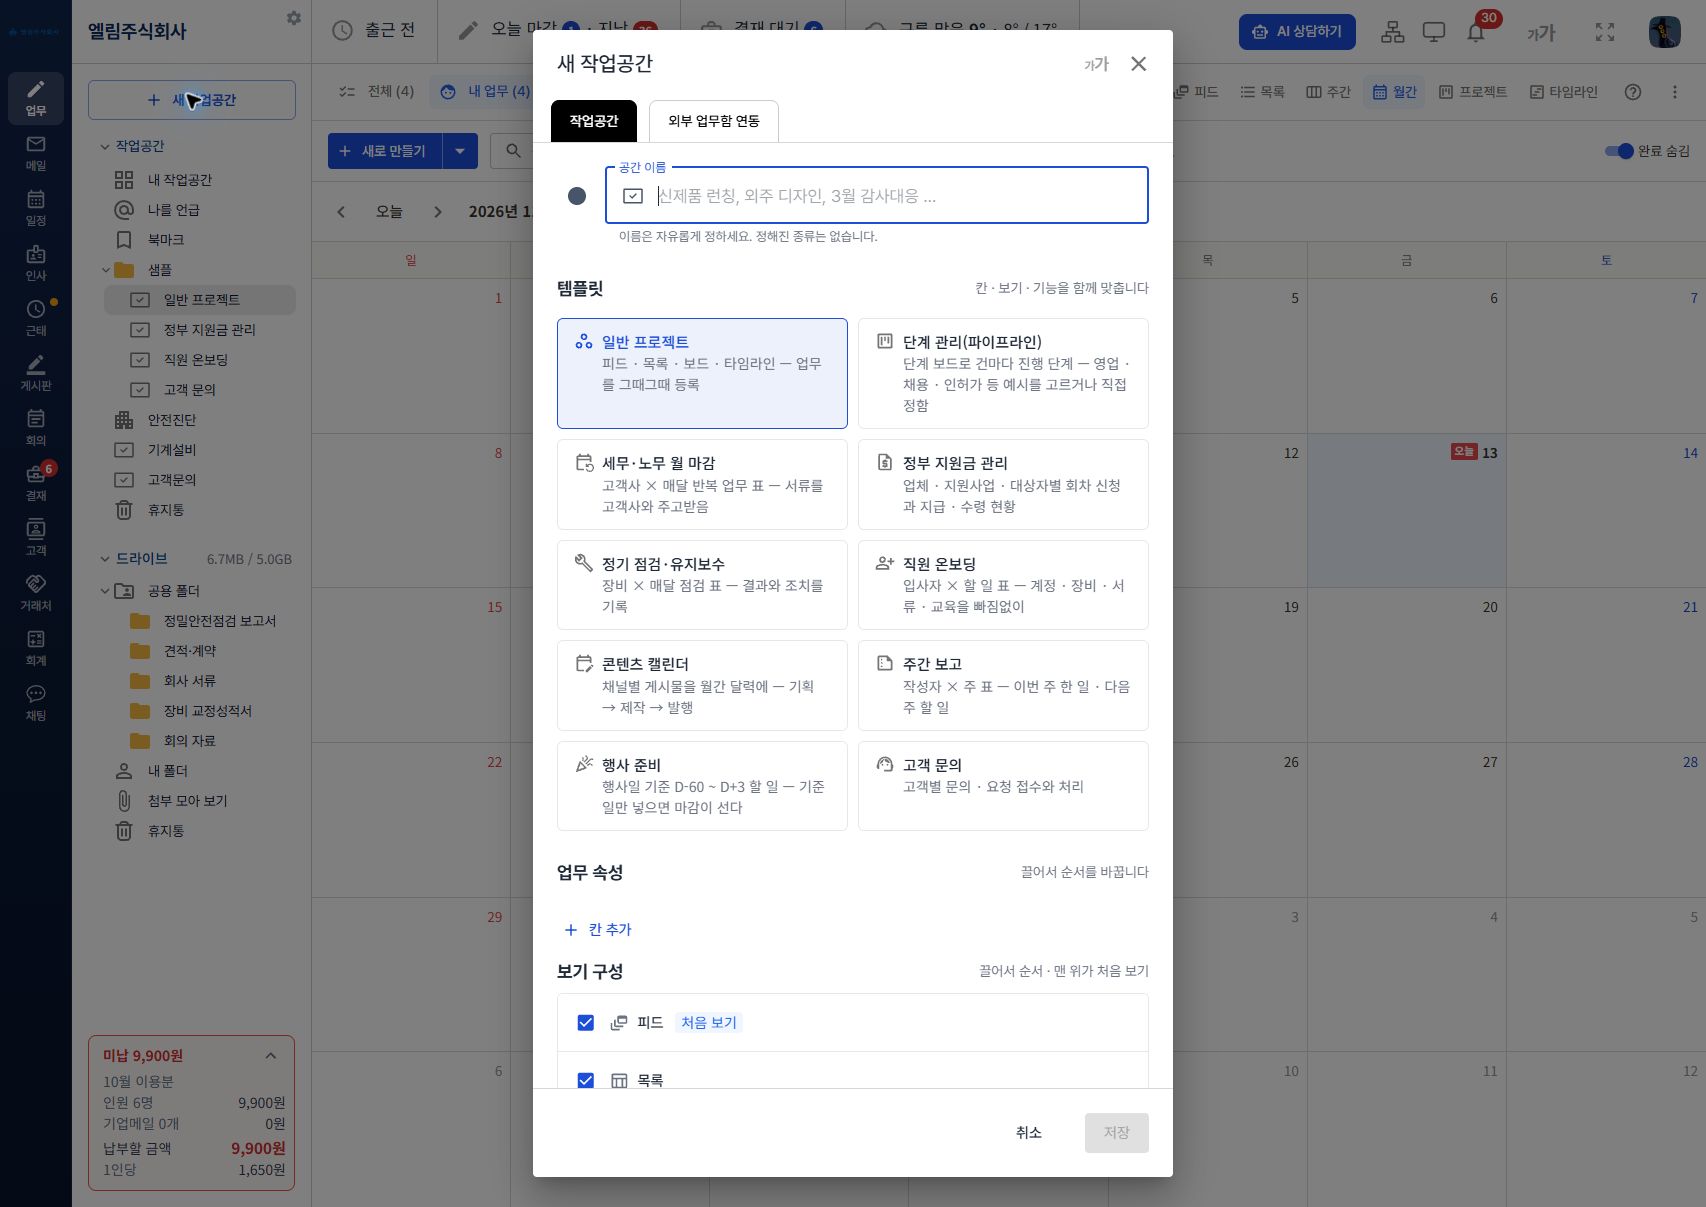 엘림주식회사
출근 전
오늘 마감
AI 상담하기
30
가가
업무
메일
일정
인사
근태
게시판
회의
6
결재
고객
거래처
회계
채팅
작업공간
내 작업공간
나를 언급
북마크
샘플
일반 프로젝트
정부 지원금 관리
직원 온보딩
고객 문의
안전진단
기계설비
고객문의
휴지통
드라이브 6.7MB / 5.0GB
공용 폴더
정밀안전점검 보고서
견적·계약
회사 서류
장비 교정성적서
회의 자료
내 폴더
첨부 모아 보기
휴지통
미납 9,900원
10월 이용분
인원 6명 9,900원
기업메일 0개 0원
납부할 금액 9,900원
1인당 1,650원
전체 (4) 내 업무 (4)
피드 목록 주간 월간 프로젝트 타임라인
새로 만들기
완료 숨김
오늘 2026년
일 목 금 토
1 5 6 7
8 12 오늘 13 14
15 19 20 21
22 26 27 28
29 3 4 5
6 10 11 12
새 작업공간
가가
작업공간 외부 업무함 연동
공간 이름
신제품 런칭, 외주 디자인, 3월 감사대응 ...
이름은 자유롭게 정하세요. 정해진 종류는 없습니다.
템플릿 칸 · 보기 · 기능을 함께 맞춥니다
일반 프로젝트
피드 · 목록 · 보드 · 타임라인 — 업무
를 그때그때 등록
단계 관리(파이프라인)
단계 보드로 건마다 진행 단계 — 영업 ·
채용 · 인허가 등 예시를 고르거나 직접
정함
세무·노무 월 마감
고객사 × 매달 반복 업무 표 — 서류를
고객사와 주고받음
정부 지원금 관리
업체 · 지원사업 · 대상자별 회차 신청
과 지급 · 수령 현황
정기 점검·유지보수
장비 × 매달 점검 표 — 결과와 조치를
기록
직원 온보딩
입사자 × 할 일 표 — 계정 · 장비 · 서
류 · 교육을 빠짐없이
콘텐츠 캘린더
채널별 게시물을 월간 달력에 — 기획
→ 제작 → 발행
주간 보고
작성자 × 주 표 — 이번 주 한 일 · 다음
주 할 일
행사 준비
행사일 기준 D-60 ~ D+3 할 일 — 기준
일만 넣으면 마감이 선다
고객 문의
고객별 문의 · 요청 접수와 처리
업무 속성 끌어서 순서를 바꿉니다
칸 추가
보기 구성 끌어서 순서 · 맨 위가 처음 보기
피드 처음 보기
목록
취소 저장